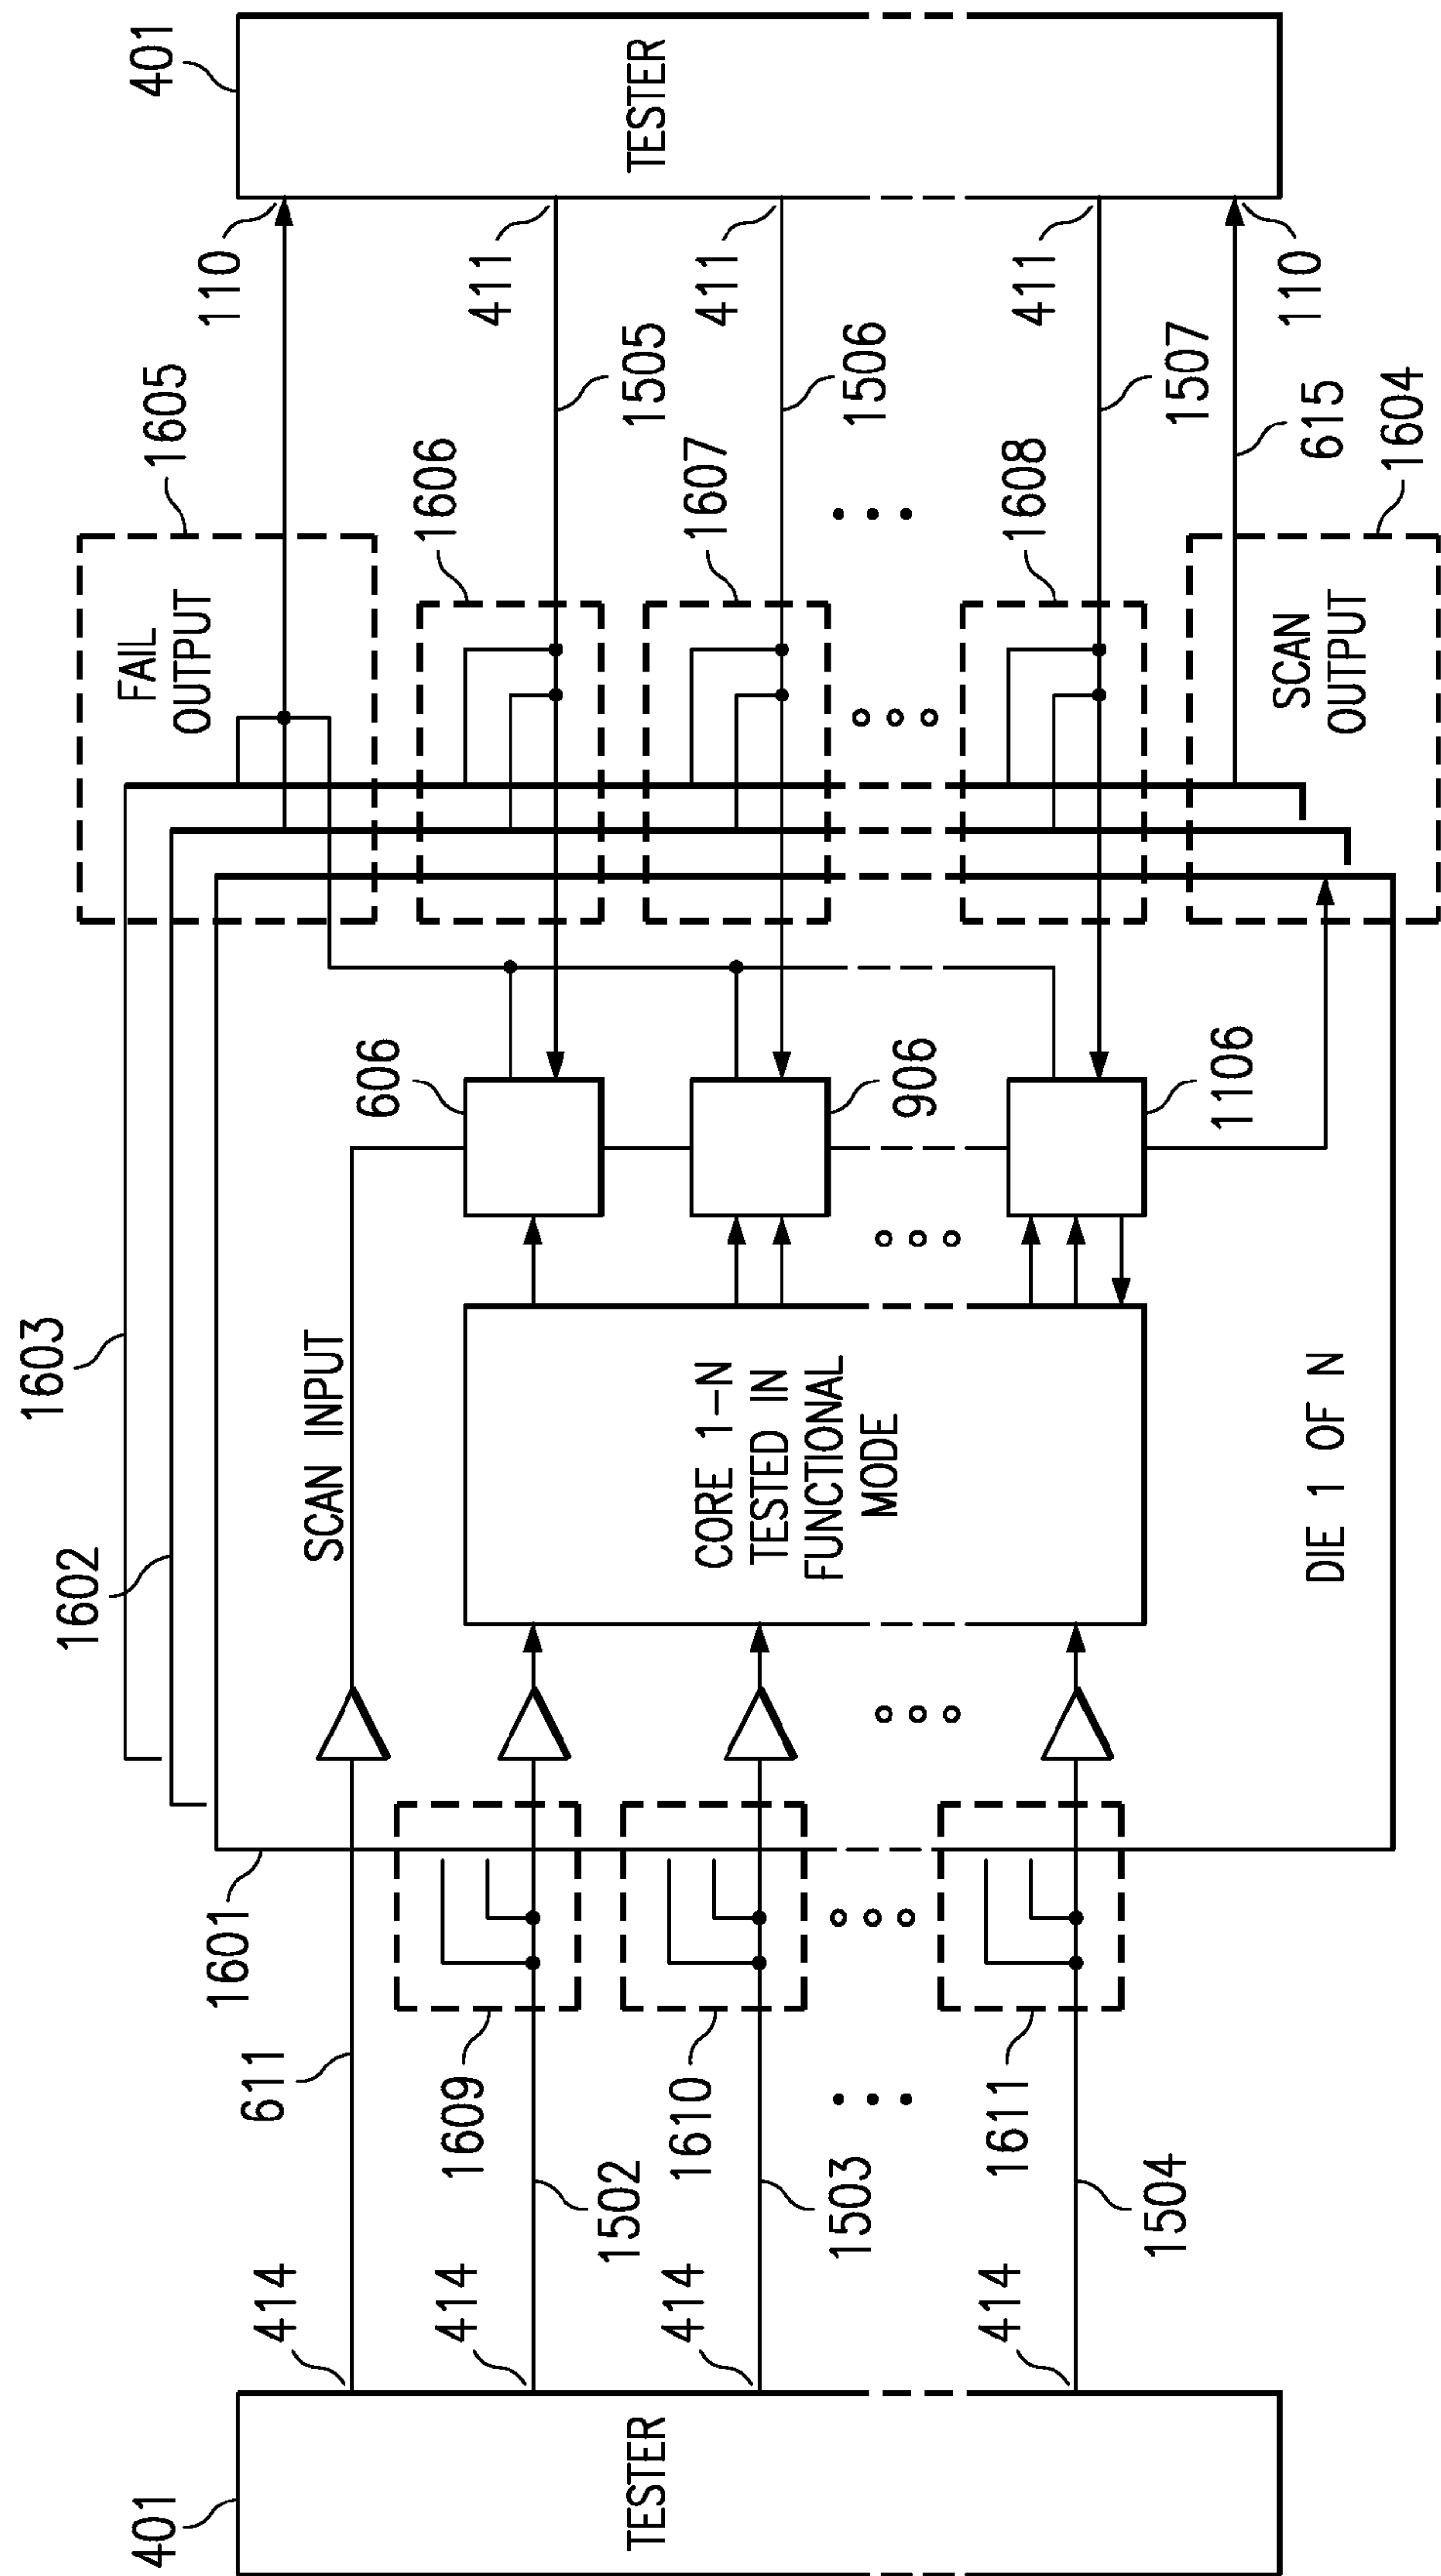 401
TESTER
414
611
414
1609
1502
414
1610
1503
414
1611
1504
1601
1602
1603
SCAN INPUT
CORE 1-N
TESTED IN
FUNCTIONAL
MODE
DIE 1 OF N
606
906
1106
FAIL
OUTPUT
1605
1606
1607
1608
SCAN
OUTPUT
1604
110
411
1505
411
1506
411
1507
615
110
401
TESTER